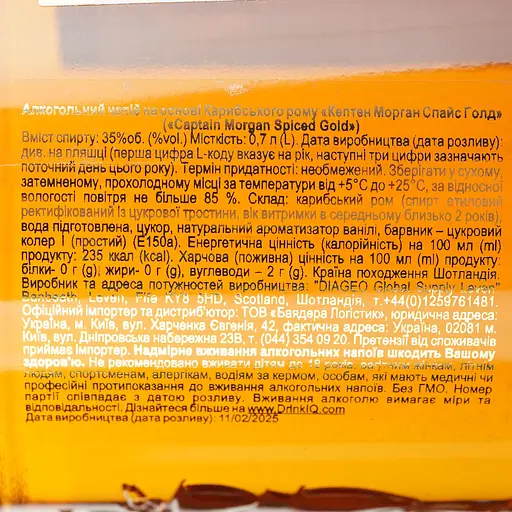 Алкогольний напій на основі Карибського рому «Кептен Морган Спайс Голд»
(«Captain Morgan Spiced Gold»)
Вміст спирту: 35%об. (%vol.) Місткість: 0,7 л (L). Дата виробництва (дата розливу):
див. на пляшці (перша цифра L-коду вказує на рік, наступні три цифри зазначають
поточний день цього року). Термін придатності: необмежений. Зберігати у сухому,
затемненому, прохолодному місці за температури від +5°С до +25°С, за відносної
вологості повітря не більше 85 %. Склад: карибський ром (спирт етиловий
ректифікований із цукрової тростини, вік витримки в середньому близько 2 років),
вода підготовлена, цукор, натуральний ароматизатор ванілі, барвник – цукровий
колер І (простий) (Е150а). Енергетична цінність (калорійність) на 100 мл (ml)
продукту: 235 ккал (kcal). Харчова (поживна) цінність на 100 мл (ml) продукту:
білки- 0 г (g); жири- 0 г (g), вуглеводи – 2 г (g). Країна походження Шотландія.
Виробник та адреса потужностей виробництва: "DIAGEO Global Supply Leven"
Banbeath, Leven, Fife KY8 5HD, Scotland, Шотландія, т.+44(0)1259761481.
Офіційний імпортер та дистриб'ютор: ТОВ «Баядера Логістик», юридична адреса:
Україна, м. Київ, вул. Харченка Євгенія, 42, фактична адреса: Україна, 02081 м.
Київ, вул. Дніпровська набережна 23В, т. (044) 354 09 20. Претензії від споживачів
приймає імпортер. Надмірне вживання алкогольних напоїв шкодить Вашому
здоров'ю. Не рекомендовано вживати дітям до 18 років, вагітним жінкам, літнім
людям, спортсменам, алергікам, водіям за кермом, особам, які мають медичні чи
професійні протипоказання до вживання алкогольних напоїв. Без ГМО. Номер
партії співпадає з датою розливу. Вживання алкоголю вимагає міри та
відповідальності. Дізнайтеся більше на www.DrinkIQ.com
Дата виробництва (дата розливу): 11/02/2025